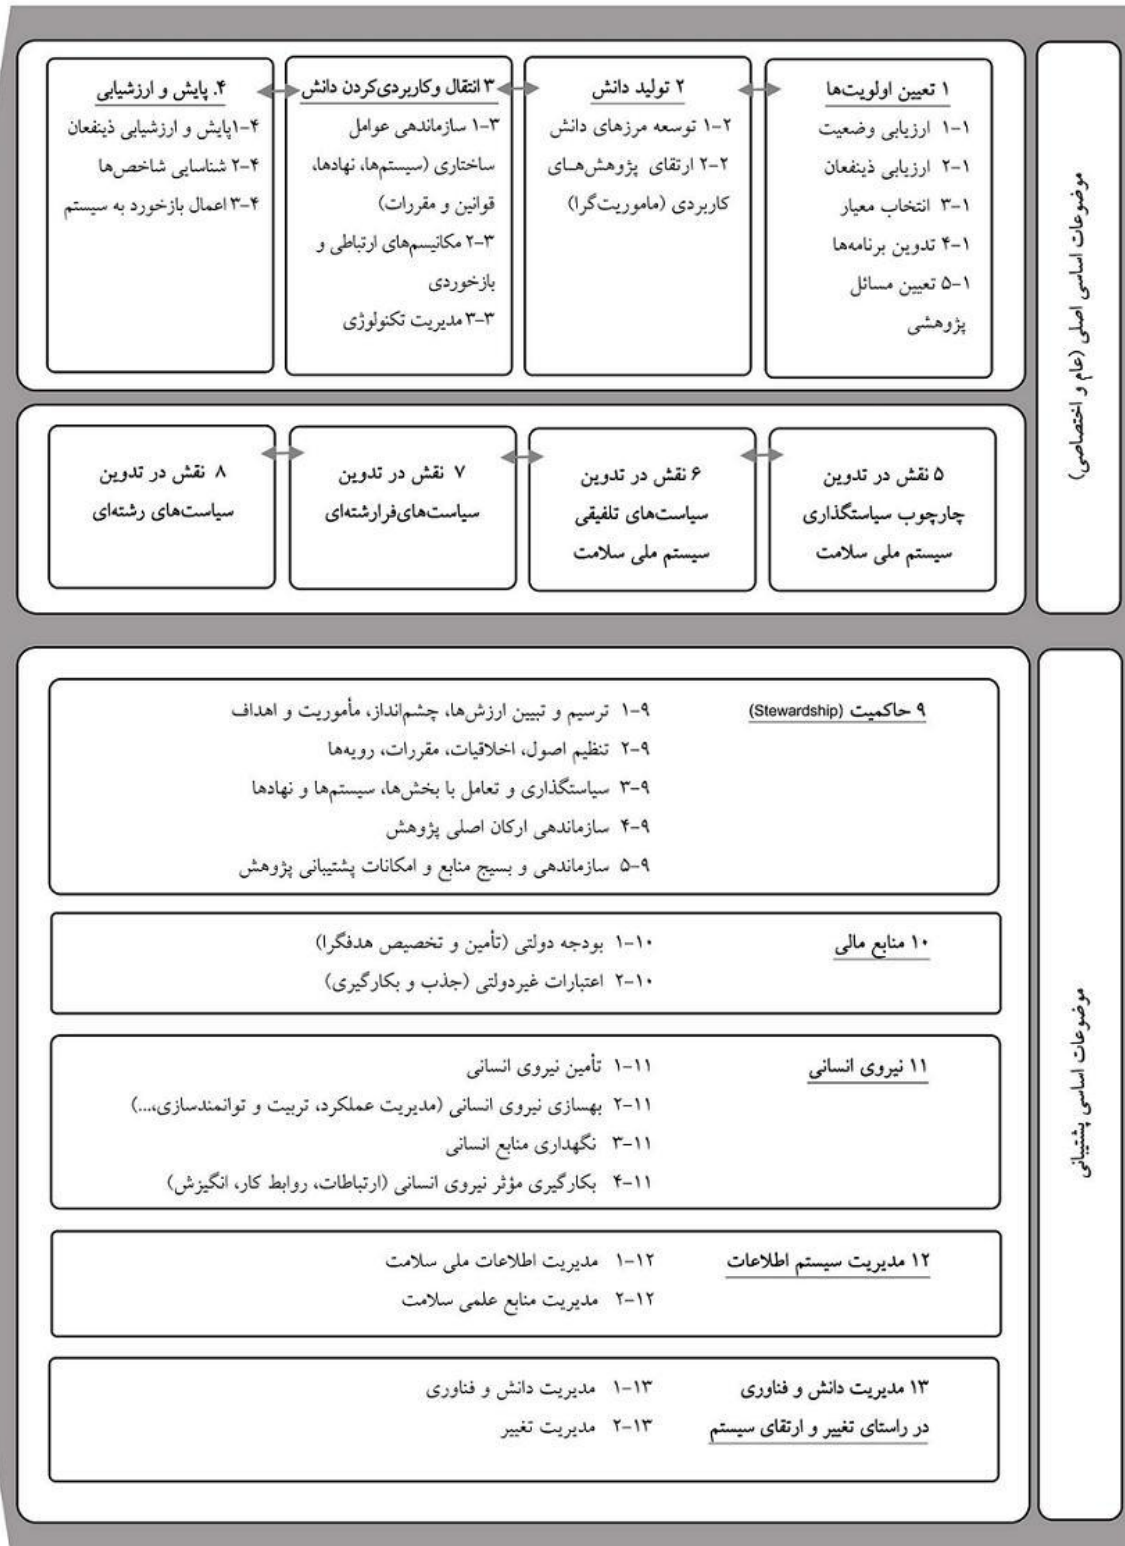 موضوعات اساسی اصلی (عام و اختصاصی)
۱ تعیین اولویت‌ها
۱-۱ ارزیابی وضعیت
۲-۱ ارزیابی ذینفعان
۳-۱ انتخاب معیار
۴-۱ تدوین برنامه‌ها
۵-۱ تعیین مسائل
پژوهشی
۲ تولید دانش
۱-۲ توسعه مرزهای دانش
۲-۲ ارتقای پژوهش‌هـای
کاربردی (ماموریت‌گرا)
۳ انتقال وکاربردی‌کردن دانش
۱-۳ سازماندهی عوامل
ساختاری (سیستم‌ها، نهادها،
قوانین و مقررات)
۲-۳ مکانیسم‌های ارتباطی و
بازخوردی
۳-۳ مدیریت تکنولوژی
۴. پایش و ارزشیابی
۱-۴پایش و ارزشیابی ذینفعان
۲-۴ شناسایی شاخص‌ها
۳-۴ اعمال بازخورد به سیستم
۵ نقش در تدوین
چارچوب سیاستگذاری
سیستم ملی سلامت
۶ نقش در تدوین
سیاست‌های تلفیقی
سیستم ملی سلامت
۷ نقش در تدوین
سیاست‌های‌فرارشته‌ای
۸ نقش در تدوین
سیاست‌های رشته‌ای
موضوعات اساسی پشتیبانی
۹ حاکمیت (Stewardship)
۱-۹ ترسیم و تبیین ارزش‌ها، چشم‌انداز، مأموریت و اهداف
۲-۹ تنظیم اصول، اخلاقیات، مقررات، رویه‌ها
۳-۹ سیاستگذاری و تعامل با بخش‌ها، سیستم‌ها و نهادها
۴-۹ سازماندهی ارکان اصلی پژوهش
۵-۹ سازماندهی و بسیج منابع و امکانات پشتیبانی پژوهش
۱۰ منابع مالی
۱-۱۰ بودجه دولتی (تأمین و تخصیص هدفگرا)
۲-۱۰ اعتبارات غیردولتی (جذب و بکارگیری)
۱۱ نیروی انسانی
۱-۱۱ تأمین نیروی انسانی
۲-۱۱ بهسازی نیروی انسانی (مدیریت عملکرد، تربیت و توانمندسازی،...)
۳-۱۱ نگهداری منابع انسانی
۴-۱۱ بکارگیری مؤثر نیروی انسانی (ارتباطات، روابط کار، انگیزش)
۱۲ مدیریت سیستم اطلاعات
۱-۱۲ مدیریت اطلاعات ملی سلامت
۲-۱۲ مدیریت منابع علمی سلامت
۱۳ مدیریت دانش و فناوری
در راستای تغییر و ارتقای سیستم
۱-۱۳ مدیریت دانش و فناوری
۲-۱۳ مدیریت تغییر